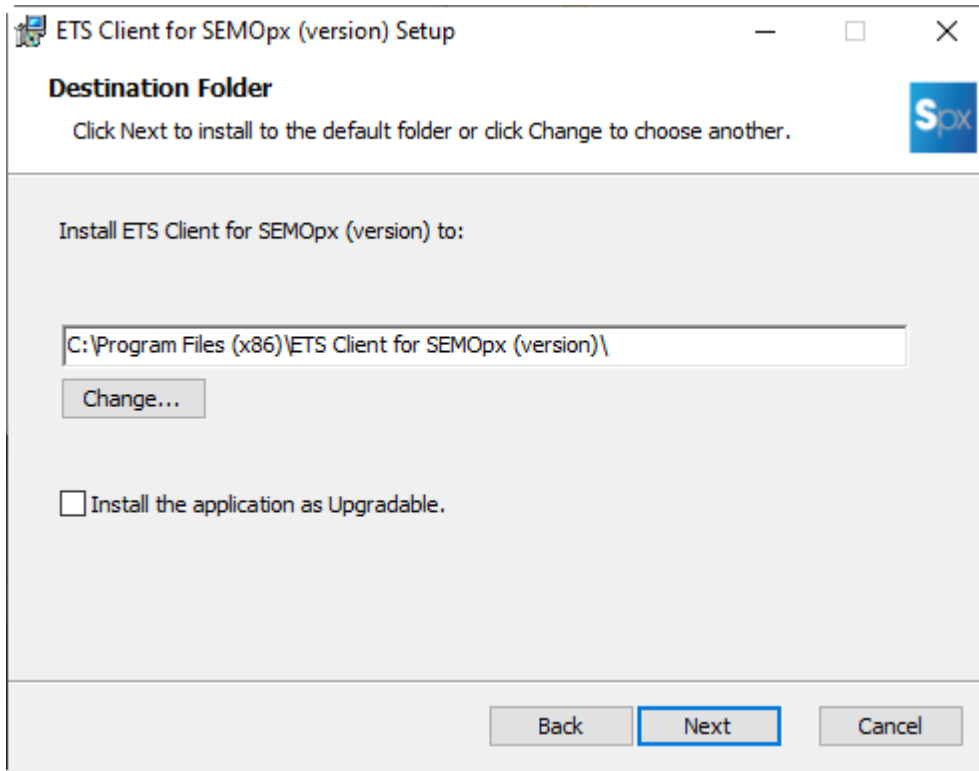 ETS Client for SEMOpx (version) Setup
Destination Folder
Click Next to install to the default folder or click Change to choose another.
Spx
Install ETS Client for SEMOpx (version) to:
C:\Program Files (x86)\ETS Client for SEMOpx (version)\
Change...
Install the application as Upgradable.
Back Next Cancel